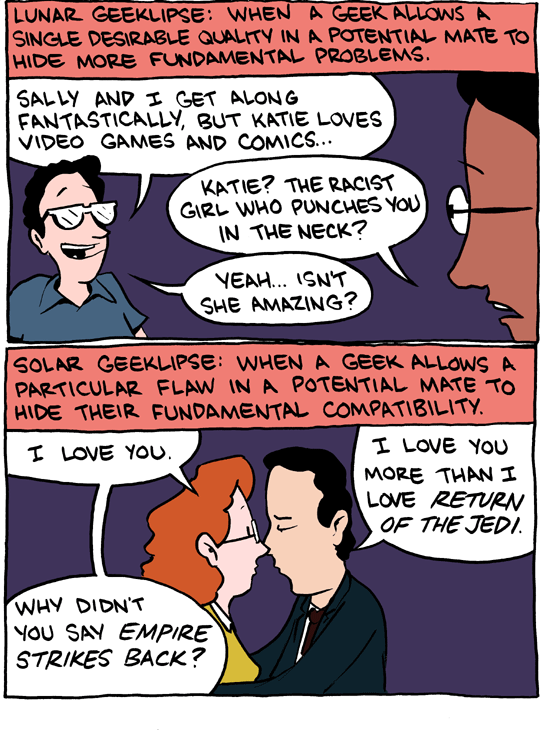 LUNAR GEEKLIPSE: WHEN A GEEK ALLOWS A
SINGLE DESIRABLE QUALITY IN A POTENTIAL MATE TO
HIDE MORE FUNDAMENTAL PROBLEMS.
SALLY AND I GET ALONG
FANTASTICALLY, BUT KATIE LOVES
VIDEO GAMES AND COMICS...
KATIE? THE RACIST
GIRL WHO PUNCHES YOU
IN THE NECK?
YEAH... ISN'T
SHE AMAZING?
SOLAR GEEKLIPSE: WHEN A GEEK ALLOWS A
PARTICULAR FLAW IN A POTENTIAL MATE TO
HIDE THEIR FUNDAMENTAL COMPATIBILITY.
I LOVE YOU.
I LOVE YOU
MORE THAN I
LOVE RETURN
OF THE JEDI.
WHY DIDN'T
YOU SAY EMPIRE
STRIKES BACK?